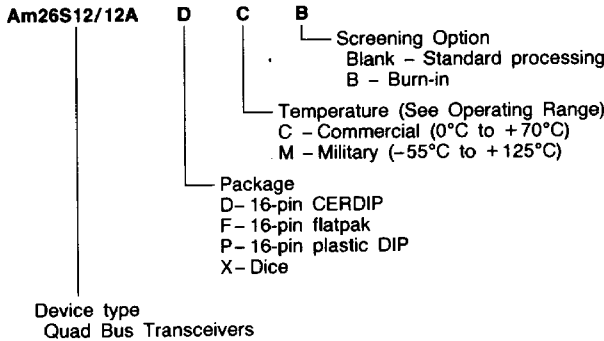 Am26S12/12A D C B
Screening Option
Blank – Standard processing
B – Burn-in
Temperature (See Operating Range)
C – Commercial (0°C to +70°C)
M – Military (–55°C to +125°C)
Package
D– 16-pin CERDIP
F– 16-pin flatpak
P– 16-pin plastic DIP
X– Dice
Device type
Quad Bus Transceivers